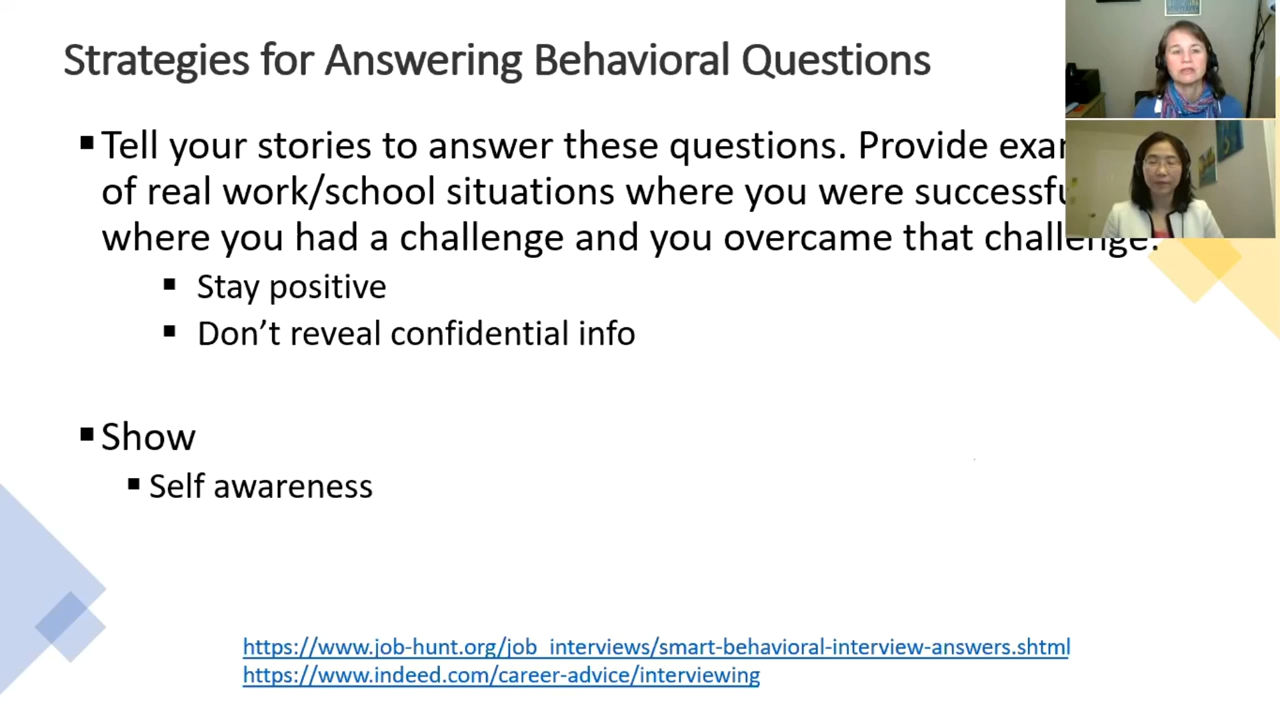 Strategies for Answering Behavioral Questions
▪Tell your stories to answer these questions. Provide
of real work/school situations where you were
where you had a challenge and you overcame that challenge.
▪ Stay positive
▪ Don’t reveal confidential info
▪Show
▪Self awareness
https://www.job-hunt.org/job_interviews/smart-behavioral-interview-answers.shtml
https://www.indeed.com/career-advice/interviewing